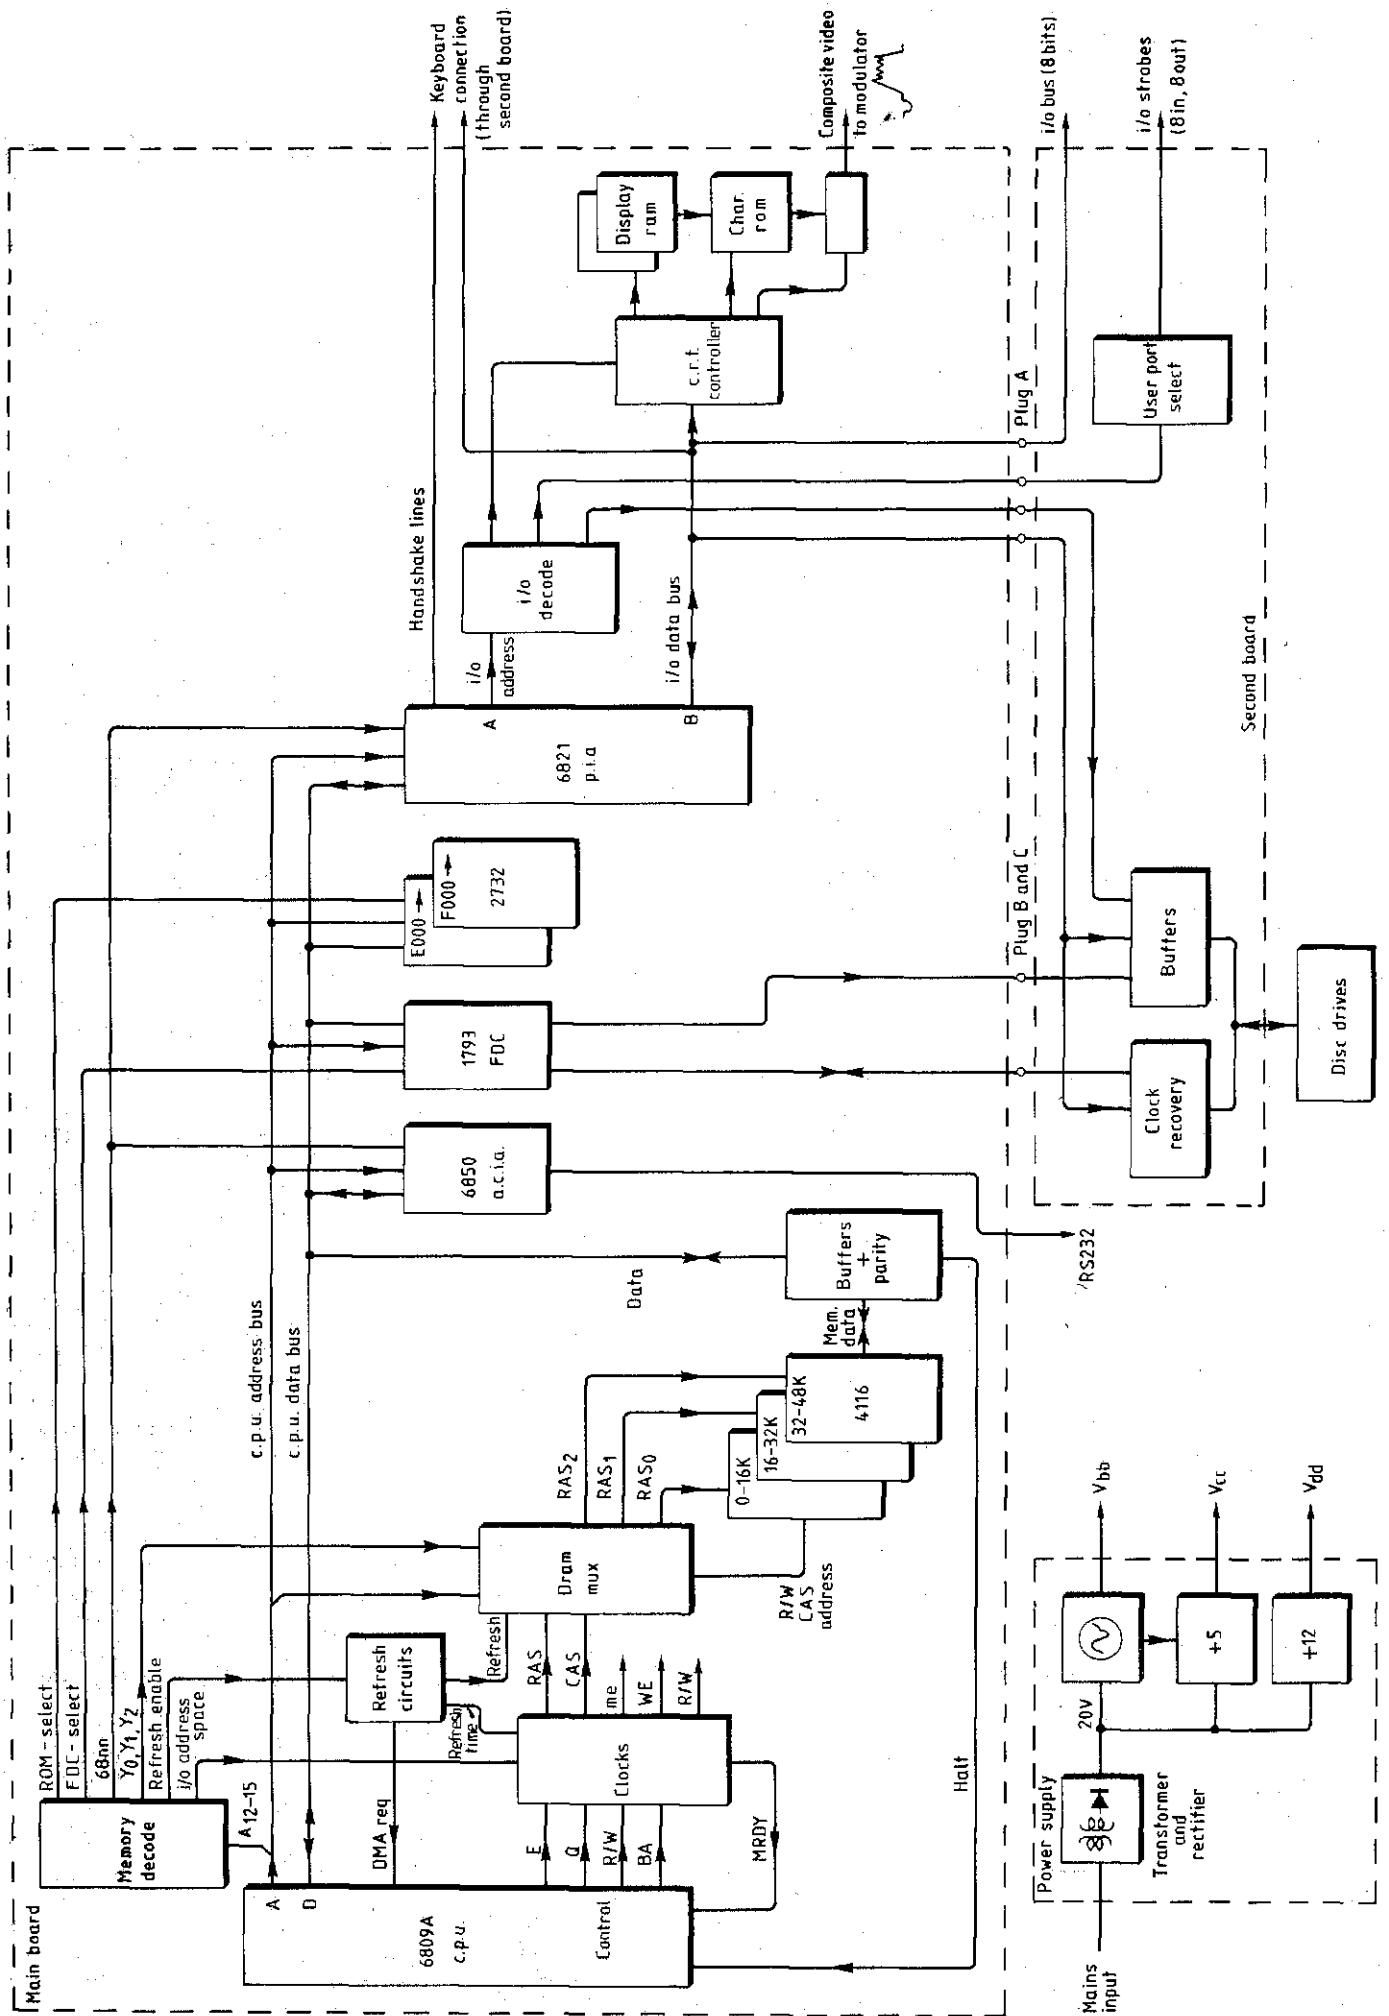 Main board
Memory
decode
ROM-select
FDC-select
68nn
Y0,Y1,Y2
Refresh enable
i/o address
space
A12-15
A
D
6809A
c.p.u.
Control
DMA req
E
Q
R/W
BA
MRDY
Halt
Refresh
circuits
Refresh
Refresh
time
Clocks
RAS
CAS
me
WE
R/W
Dram
mux
R/W
CAS
address
RAS2
RAS1
RAS0
0-16K
16-32K
32-48K
4116
Mem.
data
Buffers
+
parity
Data
c.p.u. address bus
c.p.u. data bus
6850
a.c.i.a.
RS232
1793
FDC
E000
F000
2732
6821
p.i.a
A
B
Handshake lines
i/o
address
i/o data bus
i/o
decode
c.r.t.
controller
Display
ram
Char.
rom
Keyboard
connection
(through
second board)
Composite video
to modulator
i/o bus (8bits)
i/o strobes
(8in, 8out)
Plug A
Plug B and C
User port
select
Second board
Buffers
Clock
recovery
Disc drives
Power supply
Mains
input
Transformer
and
rectifier
20V
+5
+12
Vbb
Vcc
Vdd